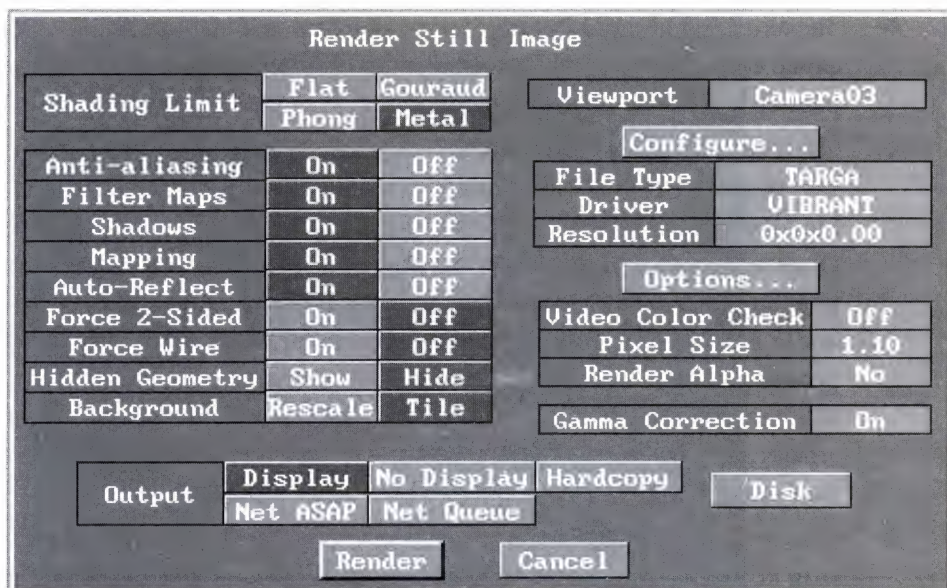 Render Still Image
Shading Limit
Flat Gouraud
Phong Metal
Anti-aliasing On Off
Filter Maps On Off
Shadows On Off
Mapping On Off
Auto-Reflect On Off
Force 2-Sided On Off
Force Wire On Off
Hidden Geometry Show Hide
Background Rescale Tile
Viewport Camera03
Configure...
File Type TARGA
Driver VIBRANT
Resolution 0x0x0.00
Options...
Video Color Check Off
Pixel Size 1.10
Render Alpha No
Gamma Correction On
Output
Display No Display Hardcopy
Net ASAP Net Queue
Disk
Render Cancel